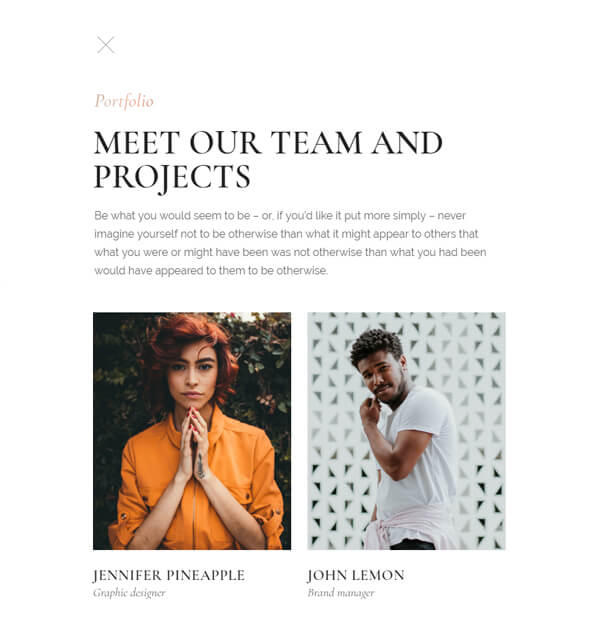 Portfolio
MEET OUR TEAM AND
PROJECTS
Be what you would seem to be – or, if you'd like it put more simply – never
imagine yourself not to be otherwise than what it might appear to others that
what you were or might have been was not otherwise than what you had been
would have appeared to them to be otherwise.
JENNIFER PINEAPPLE
Graphic designer
JOHN LEMON
Brand manager